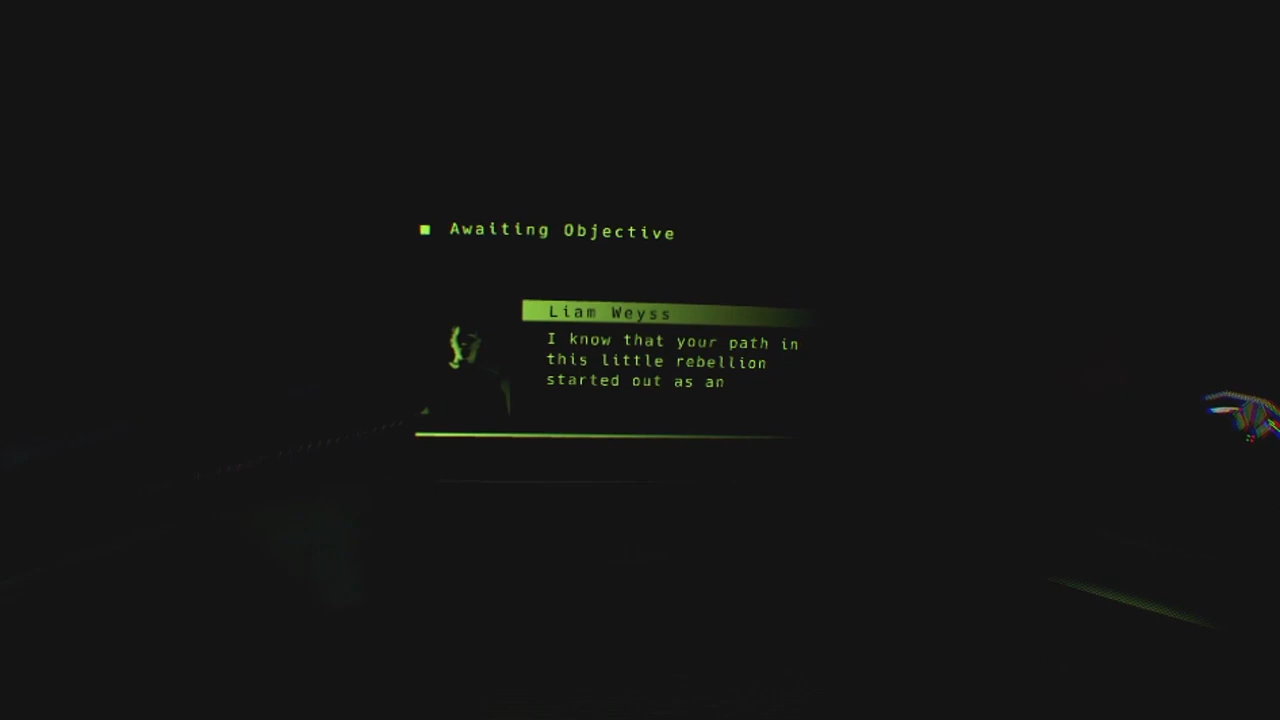 Awaiting Objective
Liam Weyss
I know that your path in
this little rebellion
started out as an